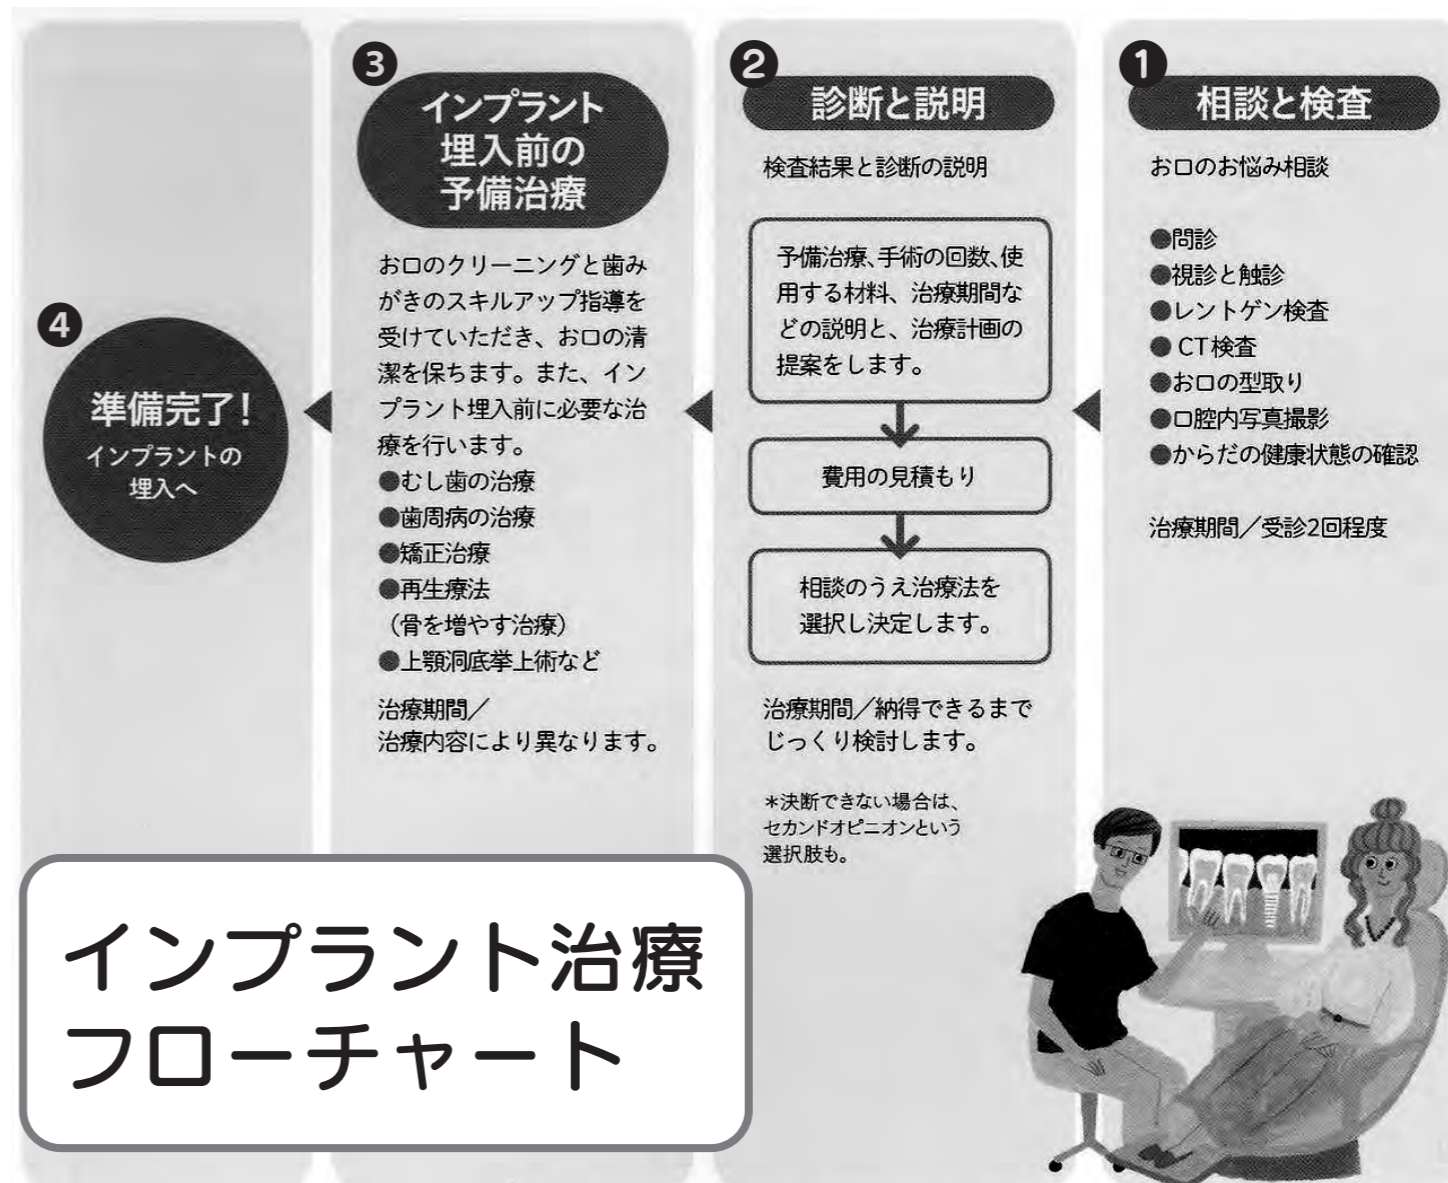 ❶
相談と検査
お口のお悩み相談
●問診
●視診と触診
●レントゲン検査
●CT検査
●お口の型取り
●口腔内写真撮影
●からだの健康状態の確認
治療期間／受診2回程度
❷
診断と説明
検査結果と診断の説明
予備治療、手術の回数、使
用する材料、治療期間な
どの説明と、治療計画の
提案をします。
費用の見積もり
相談のうえ治療法を
選択し決定します。
治療期間／納得できるまで
じっくり検討します。
＊決断できない場合は、
セカンドオピニオンという
選択肢も。
❸
インプラント
埋入前の
予備治療
お口のクリーニングと歯み
がきのスキルアップ指導を
受けていただき、お口の清
潔を保ちます。また、イン
プラント埋入前に必要な治
療を行います。
●むし歯の治療
●歯周病の治療
●矯正治療
●再生療法
（骨を増やす治療）
●上顎洞底挙上術など
治療期間／
治療内容により異なります。
❹
準備完了！
インプラントの
埋入へ
インプラント治療
フローチャート